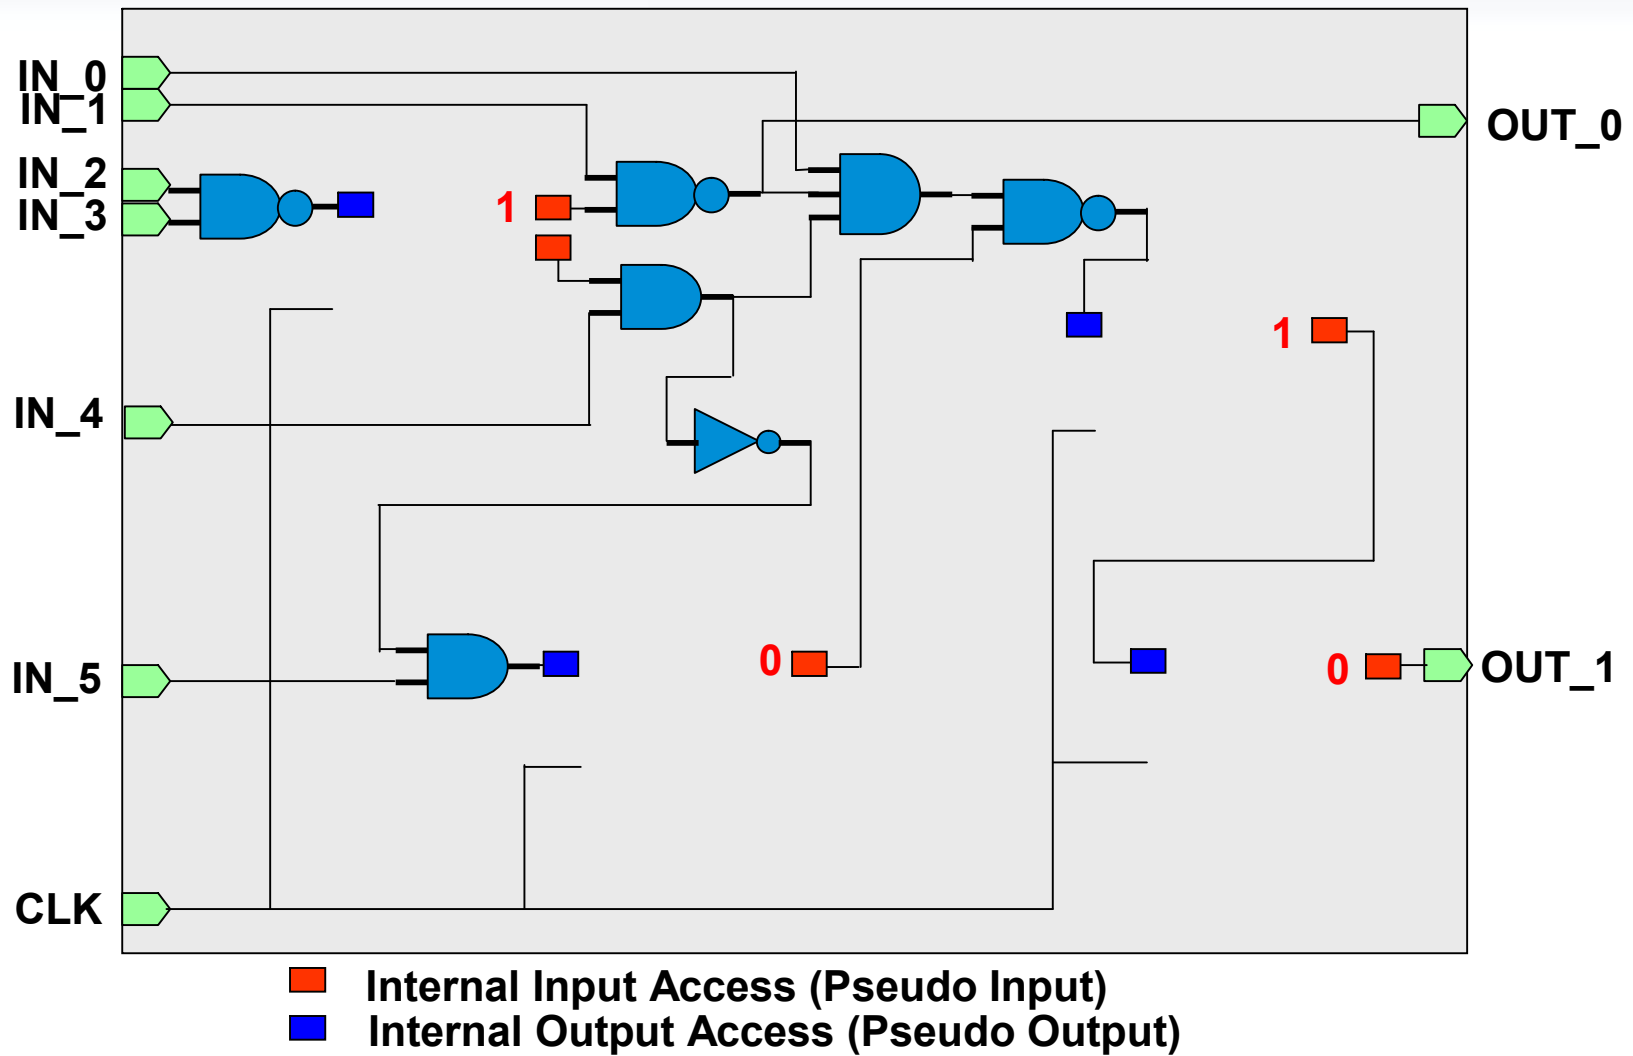 IN_0
IN_1
OUT_0
IN_2
IN_3
1
1
IN_4
0
0
IN_5
OUT_1
CLK
Internal Input Access (Pseudo Input)
Internal Output Access (Pseudo Output)